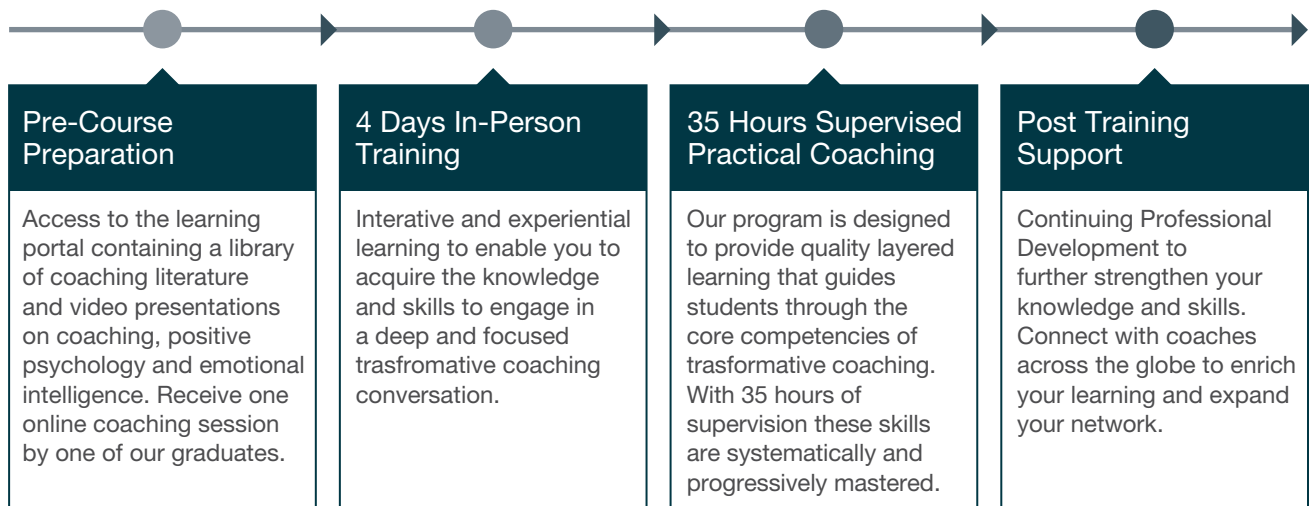 Pre-Course
Preparation
Access to the learning
portal containing a library
of coaching literature
and video presentations
on coaching, positive
psychology and emotional
intelligence. Receive one
online coaching session
by one of our graduates.
4 Days In-Person
Training
Interative and experiential
learning to enable you to
acquire the knowledge
and skills to engage in
a deep and focused
trasfromative coaching
conversation.
35 Hours Supervised
Practical Coaching
Our program is designed
to provide quality layered
learning that guides
students through the
core competencies of
trasformative coaching.
With 35 hours of
supervision these skills
are systematically and
progressively mastered.
Post Training
Support
Continuing Professional
Development to
further strengthen your
knowledge and skills.
Connect with coaches
across the globe to enrich
your learning and expand
your network.